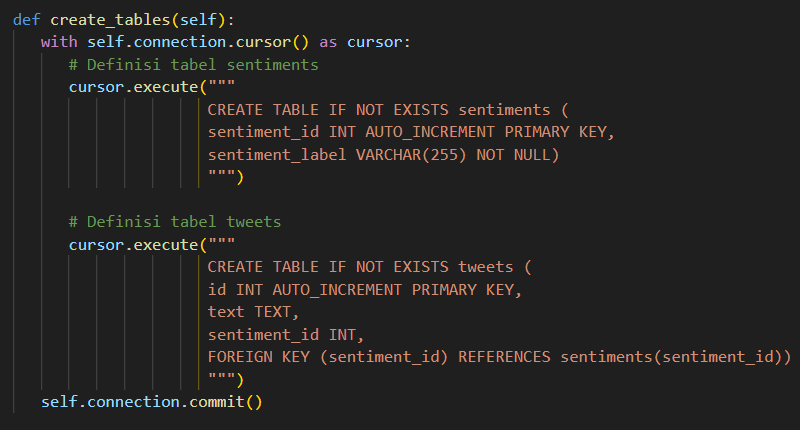 def create_tables(self):
with self.connection.cursor() as cursor:
# Definisi tabel sentiments
cursor.execute("""
CREATE TABLE IF NOT EXISTS sentiments (
sentiment_id INT AUTO_INCREMENT PRIMARY KEY,
sentiment_label VARCHAR(255) NOT NULL)
""")
# Definisi tabel tweets
cursor.execute("""
CREATE TABLE IF NOT EXISTS tweets (
id INT AUTO_INCREMENT PRIMARY KEY,
text TEXT,
sentiment_id INT,
FOREIGN KEY (sentiment_id) REFERENCES sentiments(sentiment_id))
""")
self.connection.commit()